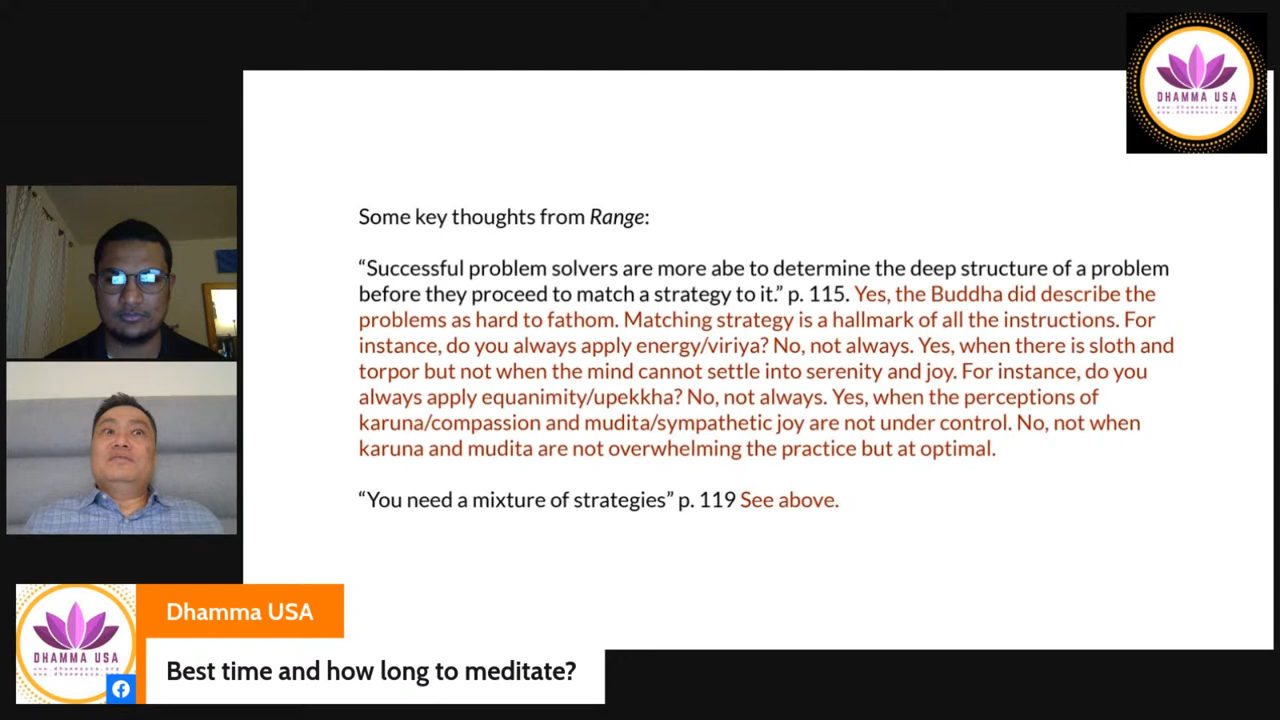 DHAMMA USA
Some key thoughts from Range:
“Successful problem solvers are more abe to determine the deep structure of a problem
before they proceed to match a strategy to it.” p. 115. Yes, the Buddha did describe the
problems as hard to fathom. Matching strategy is a hallmark of all the instructions. For
instance, do you always apply energy/viriya? No, not always. Yes, when there is sloth and
torpor but not when the mind cannot settle into serenity and joy. For instance, do you
always apply equanimity/upekkha? No, not always. Yes, when the perceptions of
karuna/compassion and mudita/sympathetic joy are not under control. No, not when
karuna and mudita are not overwhelming the practice but at optimal.
“You need a mixture of strategies” p. 119 See above.
DHAMMA USA
Dhamma USA
Best time and how long to meditate?